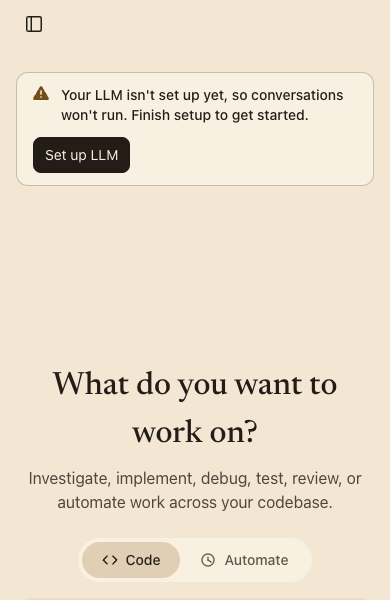 Your LLM isn't set up yet, so conversations
won't run. Finish setup to get started.
Set up LLM
What do you want to
work on?
Investigate, implement, debug, test, review, or
automate work across your codebase.
Code
Automate